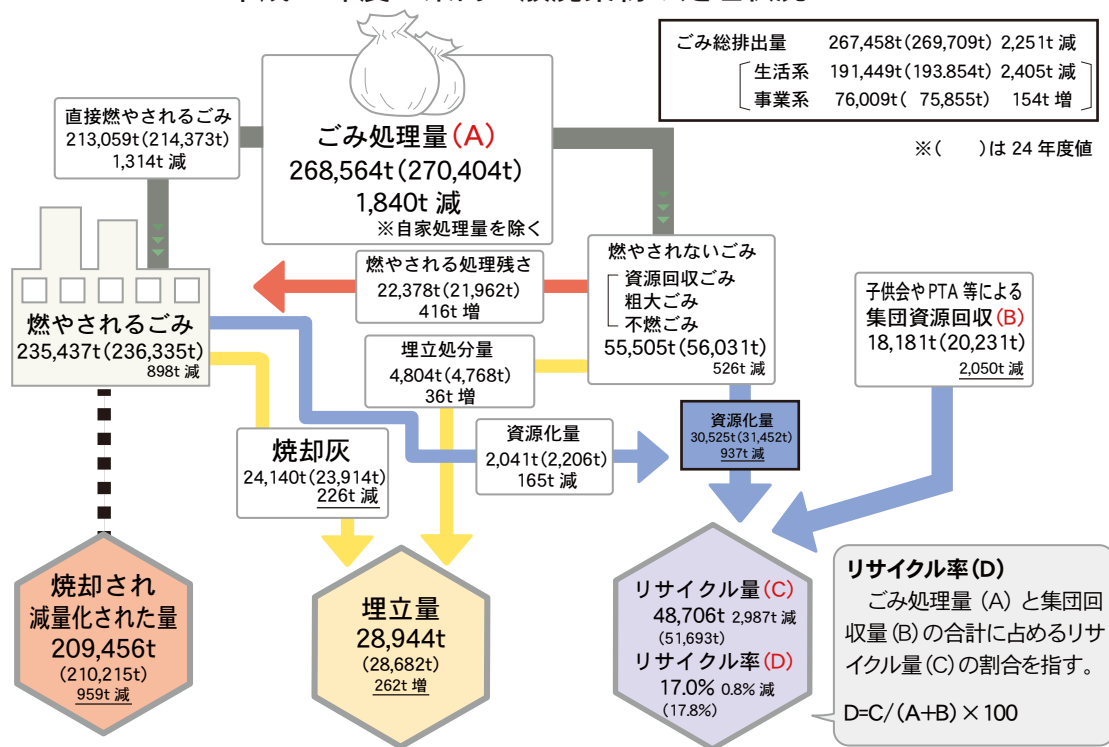 ごみ総排出量 267,458t(269,709t) 2,251t 減
生活系 191,449t(193.854t) 2,405t 減
事業系 76,009t( 75,855t) 154t 増
※( )は 24 年度値
直接燃やされるごみ
213,059t(214,373t)
1,314t 減
ごみ処理量(A)
268,564t(270,404t)
1,840t 減
※自家処理量を除く
燃やされる処理残さ
22,378t(21,962t)
416t 増
燃やされないごみ
資源回収ごみ
粗大ごみ
不燃ごみ
55,505t(56,031t)
526t 減
子供会やPTA 等による
集団資源回収(B)
18,181t(20,231t)
2,050t 減
燃やされるごみ
235,437t(236,335t)
898t 減
埋立処分量
4,804t(4,768t)
36t 増
焼却灰
24,140t(23,914t)
226t 減
資源化量
2,041t(2,206t)
165t 減
資源化量
30,525t(31,452t)
937t 減
焼却され
減量化された量
209,456t
(210,215t)
959t 減
埋立量
28,944t
(28,682t)
262t 増
リサイクル量(C)
48,706t 2,987t 減
(51,693t)
リサイクル率(D)
17.0% 0.8% 減
(17.8%)
リサイクル率(D)
ごみ処理量 (A) と集団回
収量(B)の合計に占めるリサ
イクル量(C)の割合を指す。
D=C/(A+B)×100